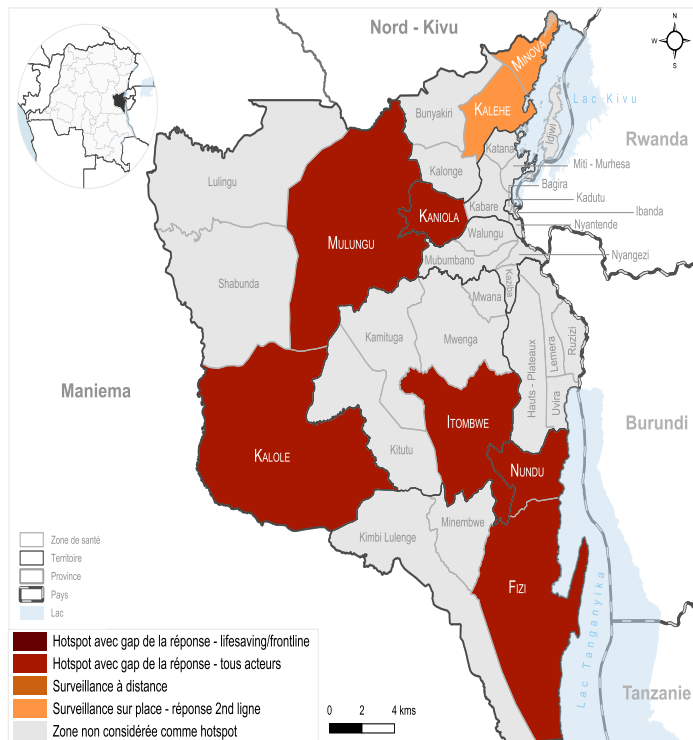 Nord - Kivu
N
W
E
S
MINOVA
Lac Kivu
Bunyakiri
KALEHE
Idjwi
Rwanda
Katana
Lulingu
Kalonge
Miti - Murhesa
Bagira
Kabare
Kadutu
KANIOLA
Ibanda
Walungu
Nyantende
MULUNGU
Mubumbano
Nyangezi
Shabunda
Kaziba
Mwana
Kamituga
Mwenga
Hauts - Plateaux
Lemera
Ruzizi
Maniema
Uvira
ITOMBWE
Burundi
KALOLE
Kitutu
NUNDU
Minembwe
Kimbi Lulenge
Zone de santé
Territoire
Province
Pays
Lac
FIZI
Lac Tanganyika
Hotspot avec gap de la réponse - lifesaving/frontline
Hotspot avec gap de la réponse - tous acteurs
Surveillance à distance
Surveillance sur place - réponse 2nd ligne
Zone non considérée comme hotspot
0 2 4 kms
Tanzanie